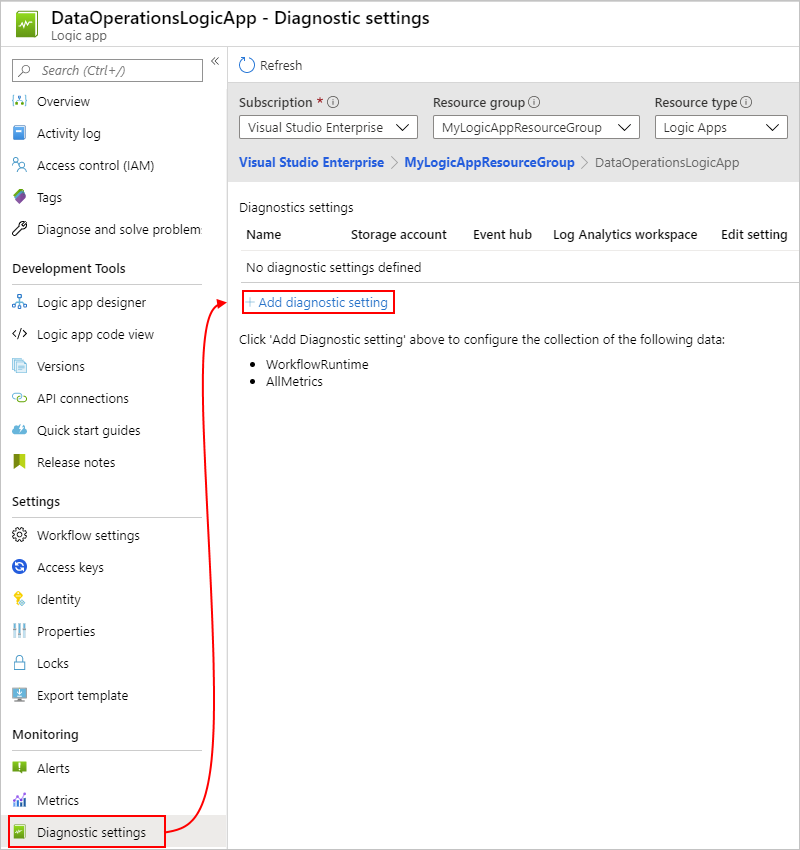 DataOperationsLogicApp - Diagnostic settings
Logic app
Search (Ctrl+/)
«
Overview
Activity log
Access control (IAM)
Tags
Diagnose and solve problem
Development Tools
Logic app designer
Logic app code view
Versions
API connections
Quick start guides
Release notes
Settings
Workflow settings
Access keys
Identity
Properties
Locks
Export template
Monitoring
Alerts
Metrics
Diagnostic settings
Refresh
Subscription * Resource group Resource type
Visual Studio Enterprise MyLogicAppResourceGroup Logic Apps
Visual Studio Enterprise > MyLogicAppResourceGroup > DataOperationsLogicApp
Diagnostics settings
Name Storage account Event hub Log Analytics workspace Edit setting
No diagnostic settings defined
+ Add diagnostic setting
Click 'Add Diagnostic setting' above to configure the collection of the following data:
• WorkflowRuntime
• AllMetrics